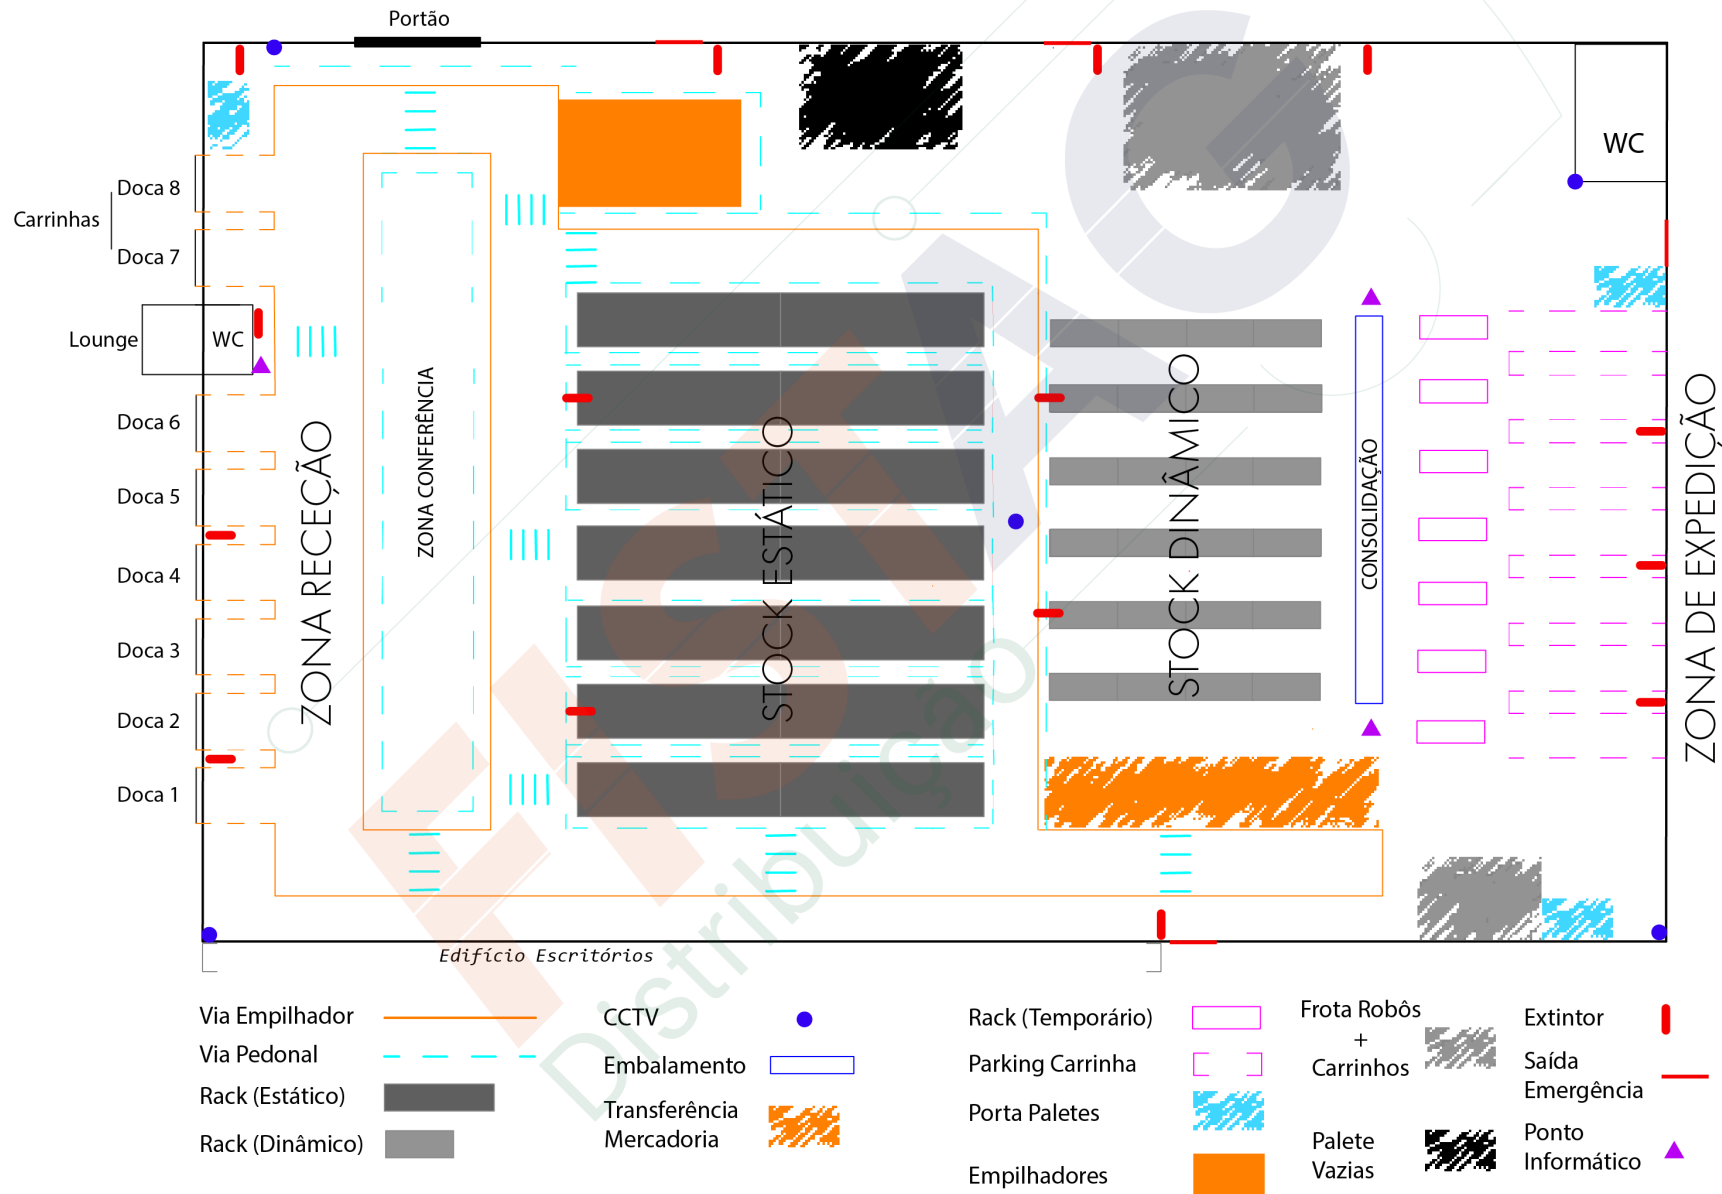 Portão
WC
Doca 8
Carrinhas
Doca 7
Lounge
WC
Doca 6
Doca 5
Doca 4
Doca 3
Doca 2
Doca 1
ZONA RECEÇÃO
ZONA CONFERÊNCIA
STOCK ESTÁTICO
STOCK DINÂMICO
CONSOLIDAÇÃO
ZONA DE EXPEDIÇÃO
FISTAG
Distribuição
Edifício Escritórios
Via Empilhador
Via Pedonal
Rack (Estático)
Rack (Dinâmico)
CCTV
Embalamento
Transferência
Mercadoria
Rack (Temporário)
Parking Carrinha
Porta Paletes
Empilhadores
Frota Robôs
+
Carrinhos
Palete
Vazias
Extintor
Saída
Emergência
Ponto
Informático